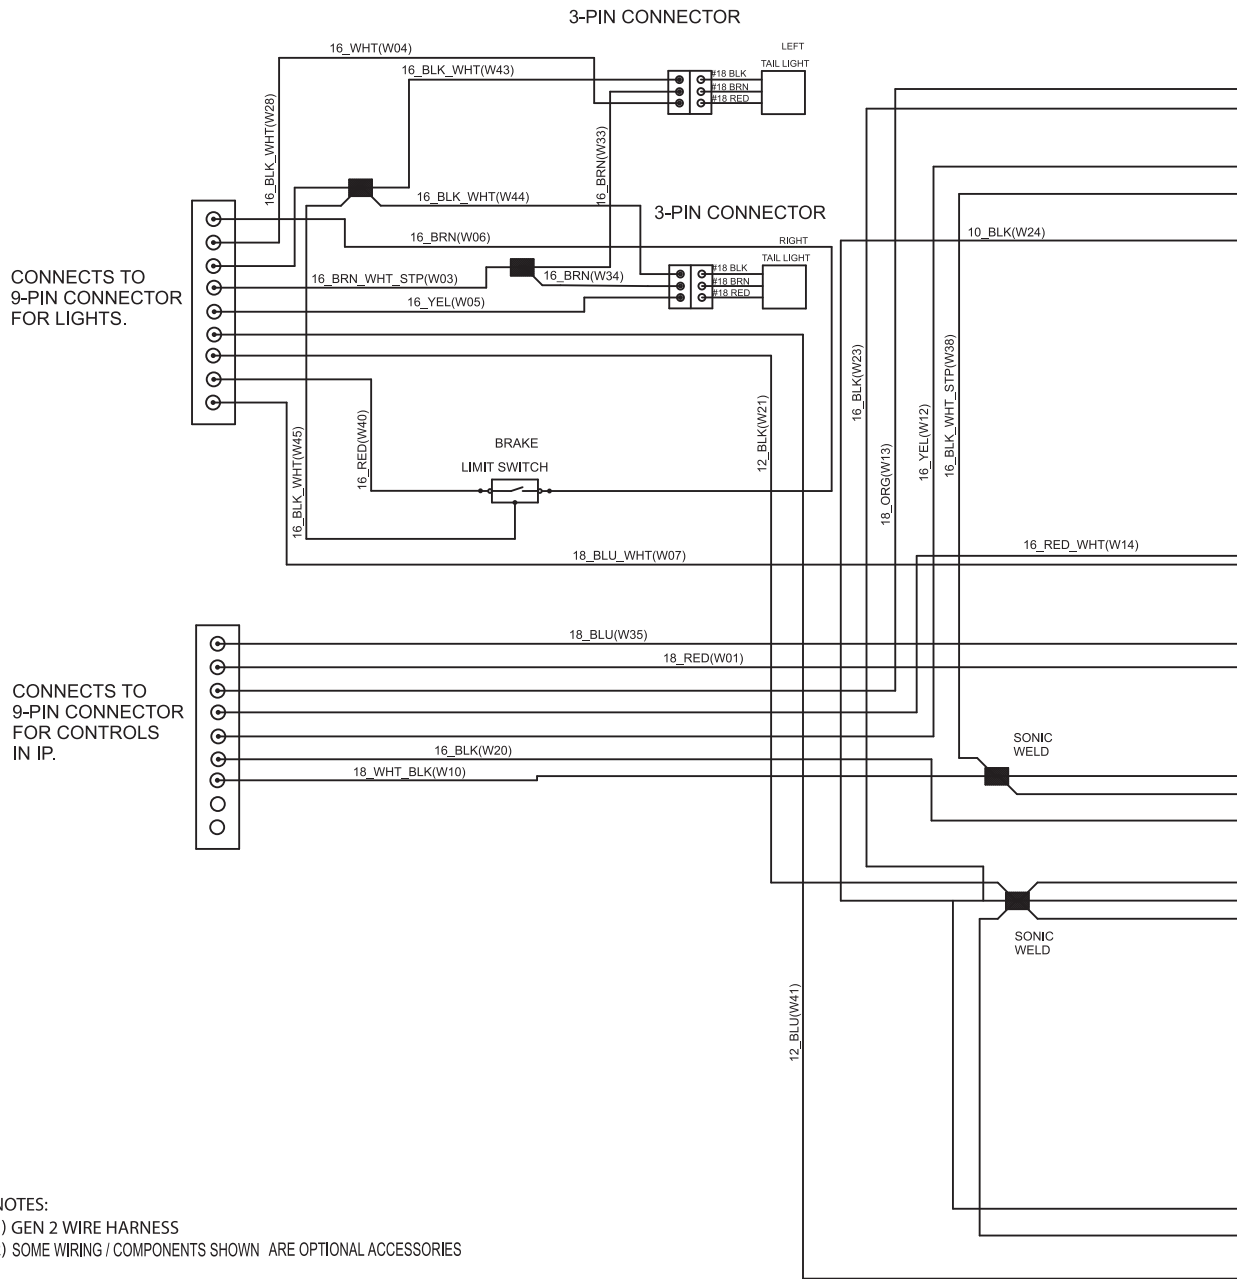 3-PIN CONNECTOR
16_WHT(W04)
LEFT
TAIL LIGHT
16_BLK_WHT(W43)
#18 BLK
#18 BRN
#18 RED
16_BLK_WHT(W28)
16_BRN(W33)
16_BLK_WHT(W44)
3-PIN CONNECTOR
16_BRN(W06)
RIGHT
TAIL LIGHT
10_BLK(W24)
CONNECTS TO
9-PIN CONNECTOR
FOR LIGHTS.
16_BRN_WHT_STP(W03)
16_BRN(W34)
#18 BLK
#18 BRN
#18 RED
16_YEL(W05)
16_BLK(W23)
16_BLK_WHT_STP(W38)
12_BLK(W21)
16_YEL(W12)
18_ORG(W13)
16_RED(W40)
16_BLK_WHT(W45)
BRAKE
LIMIT SWITCH
16_RED_WHT(W14)
18_BLU_WHT(W07)
18_BLU(W35)
18_RED(W01)
CONNECTS TO
9-PIN CONNECTOR
FOR CONTROLS
IN IP.
16_BLK(W20)
18_WHT_BLK(W10)
SONIC
WELD
SONIC
WELD
12_BLU(W41)
NOTES:
) GEN 2 WIRE HARNESS
) SOME WIRING / COMPONENTS SHOWN ARE OPTIONAL ACCESSORIES